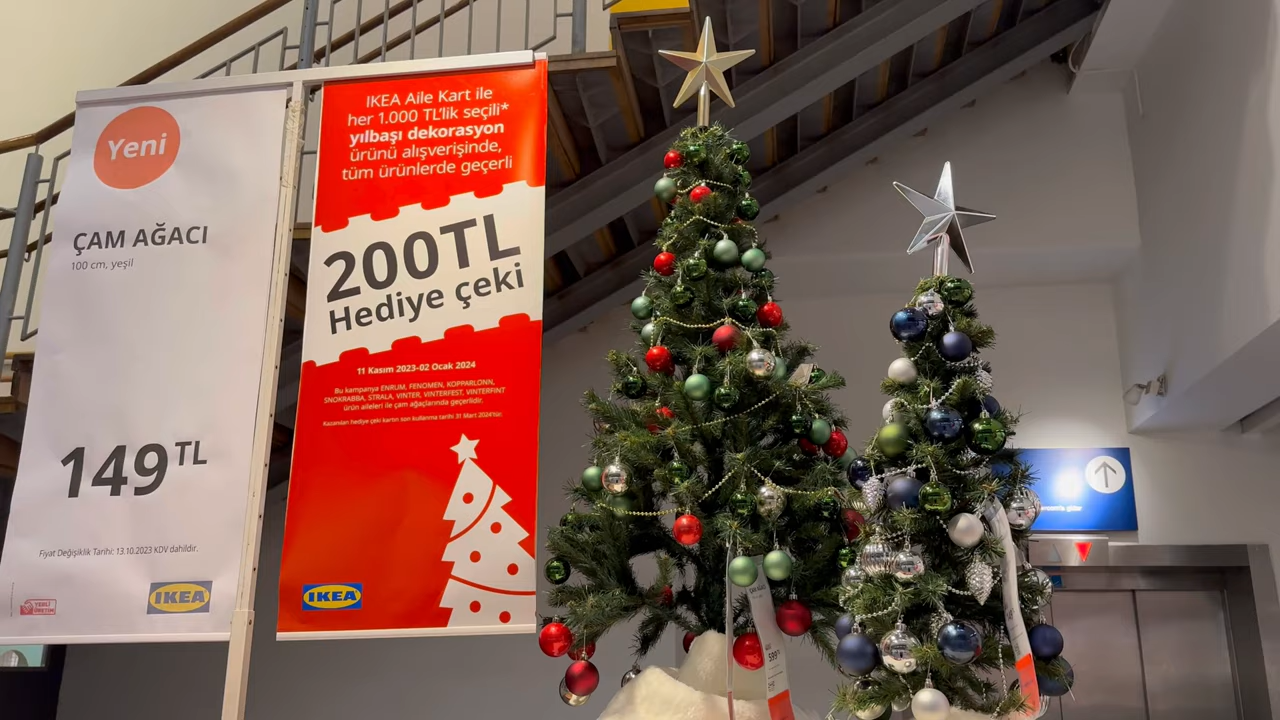 Yeni
ÇAM AĞACI
100 cm, yeşil
149 TL
Fiyat Değişiklik Tarihi: 13.10.2023 KDV dahildir.
YERLİ
ÜRETİM
IKEA
IKEA Aile Kart ile
her 1.000 TL'lik seçili*
yılbaşı dekorasyon
ürünü alışverişinde,
tüm ürünlerde geçerli
200TL
Hediye çeki
11 Kasım 2023-02 Ocak 2024
Bu kampanya ENRUM, FENOMEN, KOPPARLONN,
SNOKRABBA, STRALA, VINTER, VINTERFEST, VINTERFINT
ürün aileleri ile çam ağaçlarında geçerlidir.
Kazanılan hediye çeki kartın son kullanma tarihi 31 Mart 2024'tür.
IKEA
599